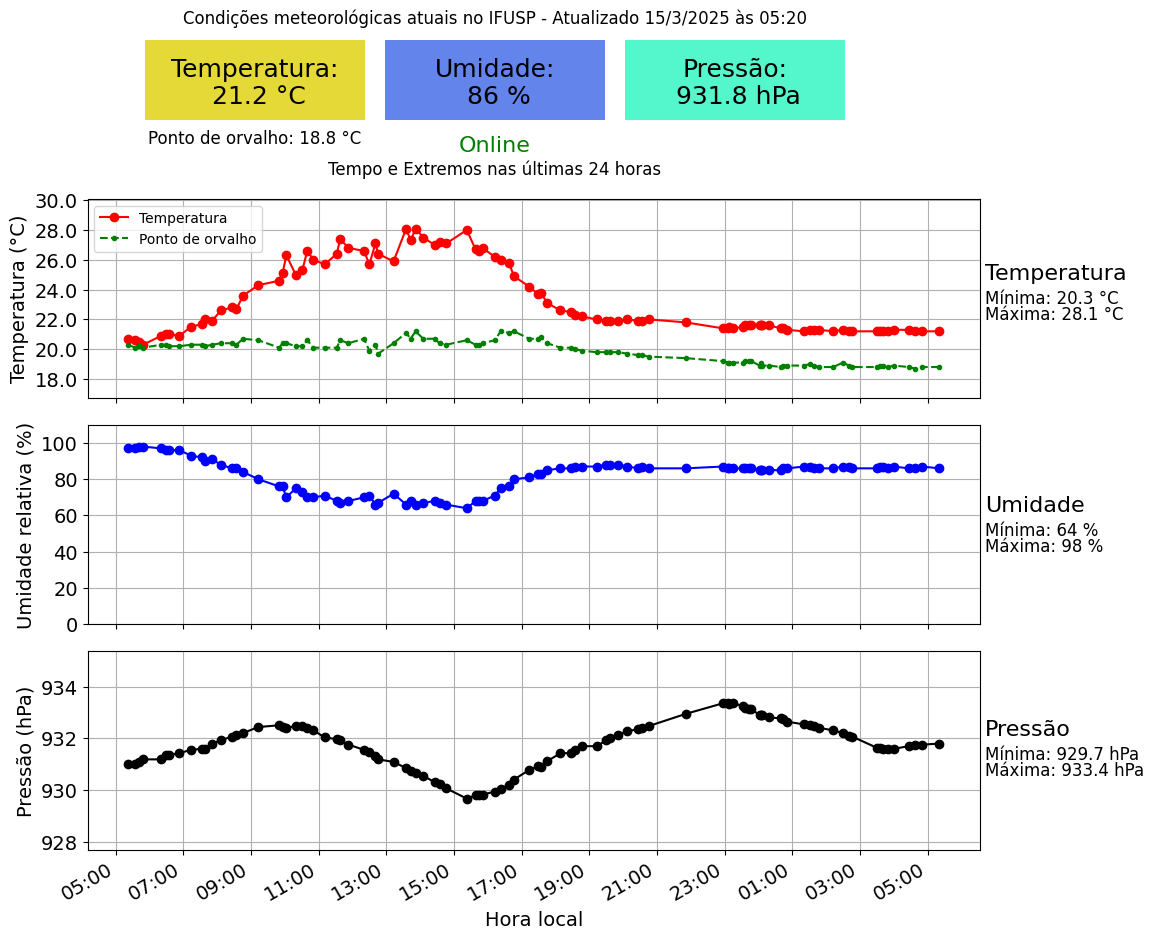 Condições meteorológicas atuais no IFUSP - Atualizado 15/3/2025 às 05:20
Temperatura:
21.2 °C
Umidade:
86 %
Pressão:
931.8 hPa
Ponto de orvalho: 18.8 °C
Online
Tempo e Extremos nas últimas 24 horas
Temperatura (°C)
30.0
28.0
26.0
24.0
22.0
20.0
18.0
Temperatura
Ponto de orvalho
Temperatura
Mínima: 20.3 °C
Máxima: 28.1 °C
Umidade relativa (%)
100
80
60
40
20
0
Umidade
Mínima: 64 %
Máxima: 98 %
Pressão (hPa)
934
932
930
928
Pressão
Mínima: 929.7 hPa
Máxima: 933.4 hPa
05:00
07:00
09:00
11:00
13:00
15:00
17:00
19:00
21:00
23:00
01:00
03:00
05:00
Hora local